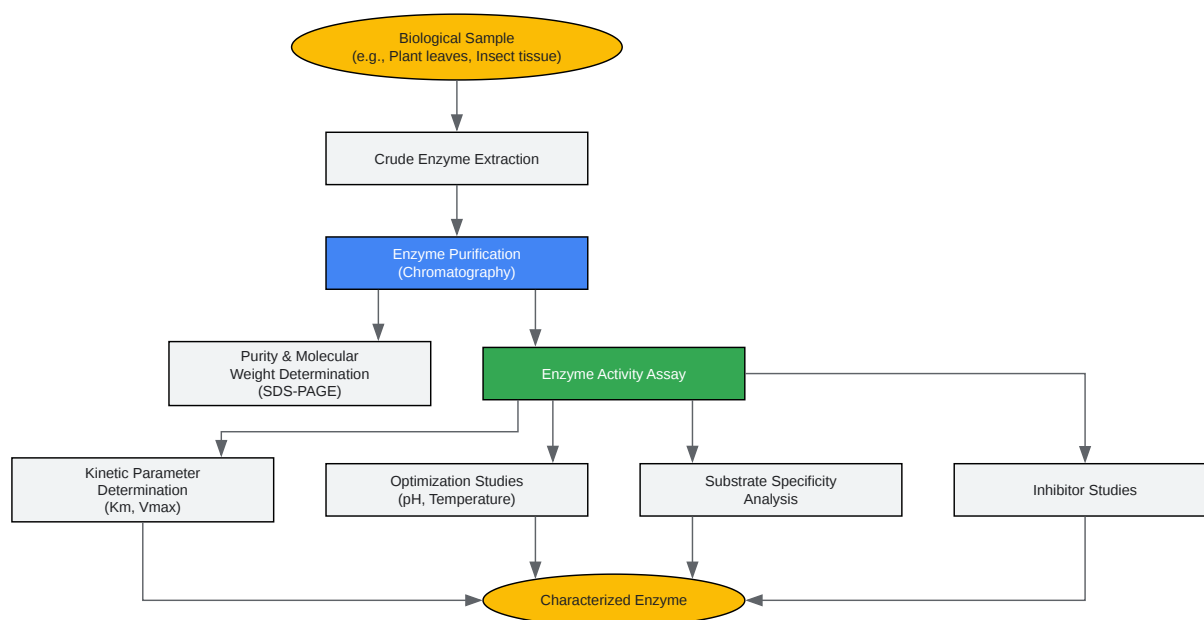 Biological Sample
(e.g., Plant leaves, Insect tissue)
Crude Enzyme Extraction
Enzyme Purification
(Chromatography)
Purity & Molecular
Weight Determination
(SDS-PAGE)
Enzyme Activity Assay
Kinetic Parameter
Determination
(Km, Vmax)
Optimization Studies
(pH, Temperature)
Substrate Specificity
Analysis
Inhibitor Studies
Characterized Enzyme